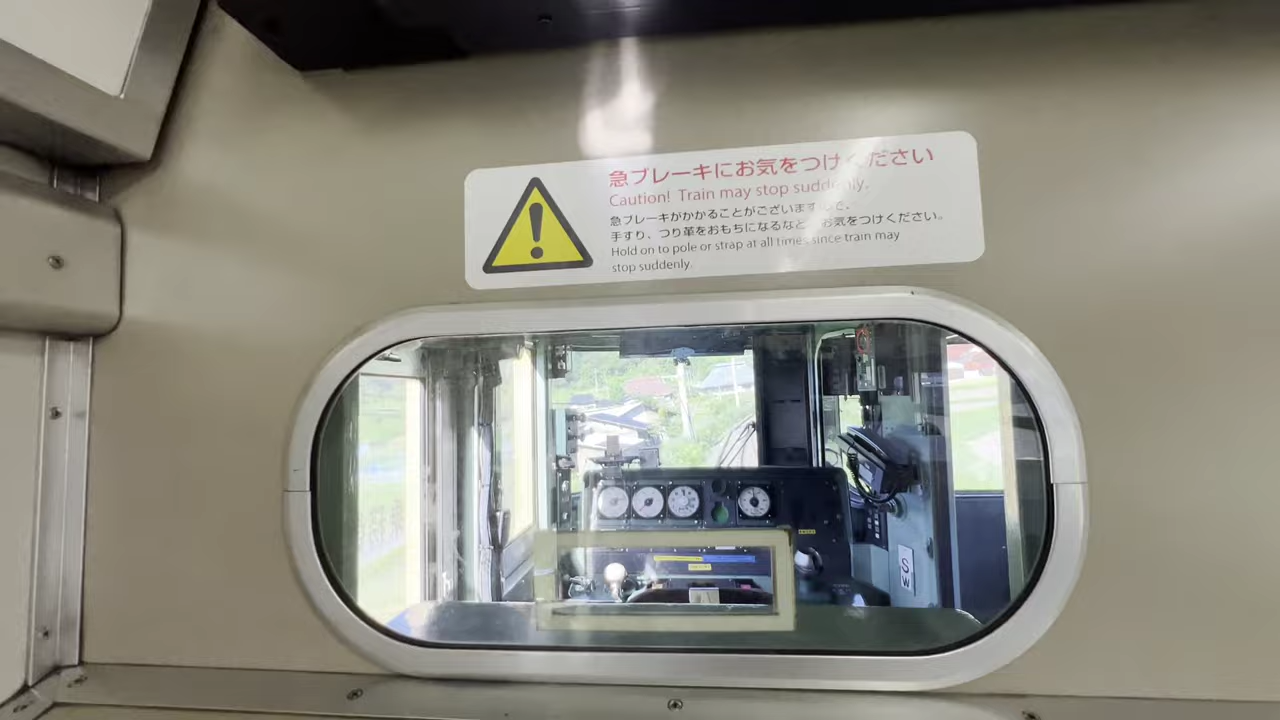 急ブレーキにお気をつけください
Caution! Train may stop suddenly.
急ブレーキがかかることがございますので、
手すり、つり革をおもちになるなど、お気をつけください。
Hold on to pole or strap at all times since train may
stop suddenly.
SW